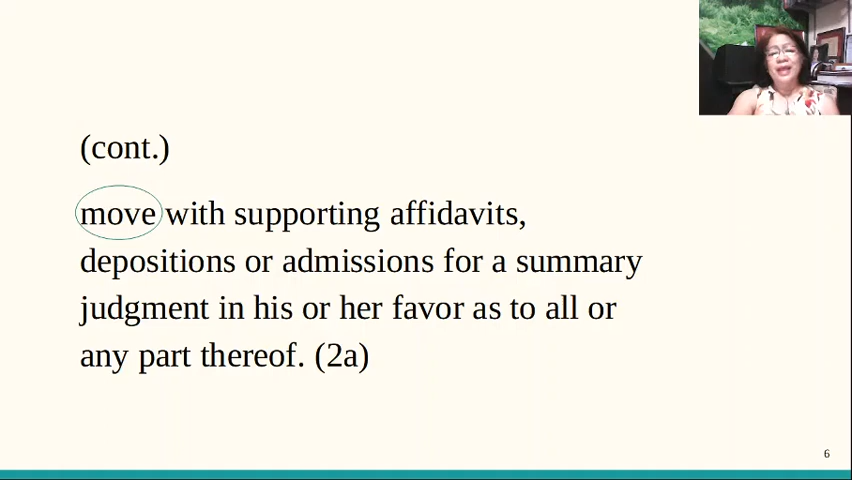 (cont.)
move with supporting affidavits,
depositions or admissions for a summary
judgment in his or her favor as to all or
any part thereof. (2a)
6